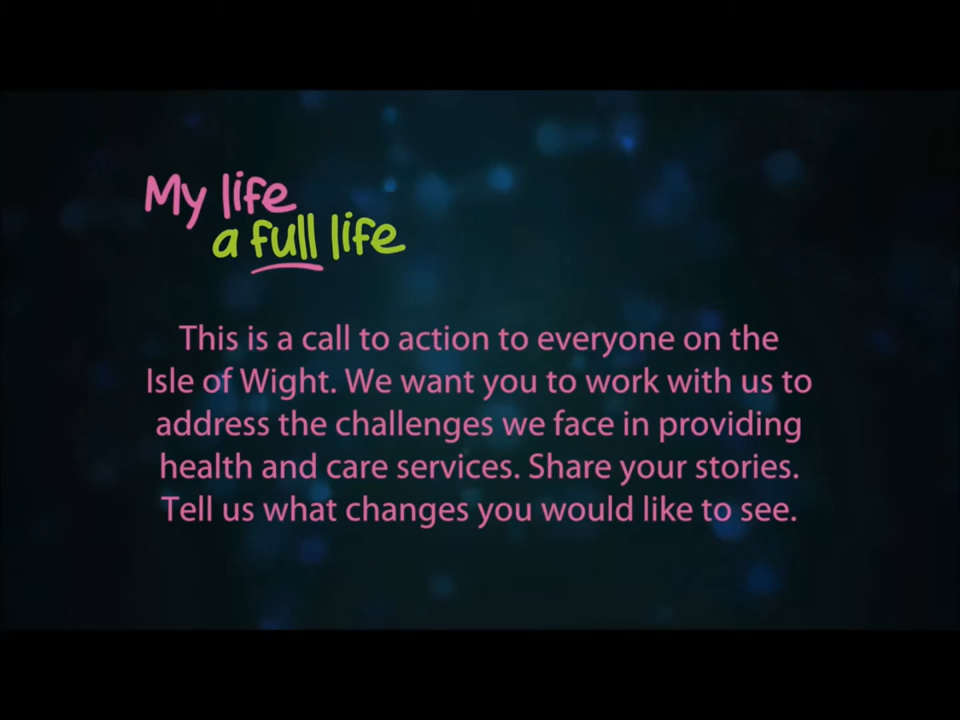 My life
a full life
This is a call to action to everyone on the
Isle of Wight. We want you to work with us to
address the challenges we face in providing
health and care services. Share your stories.
Tell us what changes you would like to see.